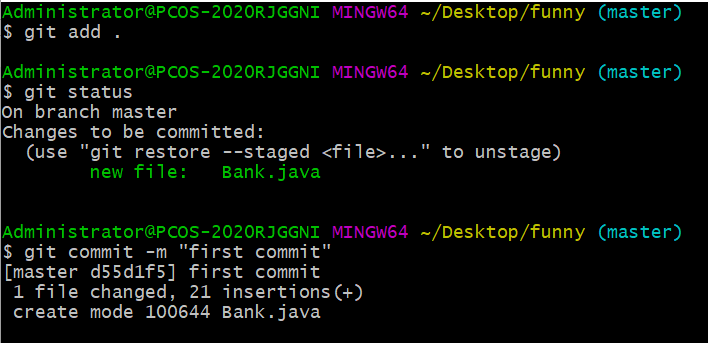 Administrator@PCOS-2020RJGGNI MINGW64 ~/Desktop/funny (master)
$ git add .
Administrator@PCOS-2020RJGGNI MINGW64 ~/Desktop/funny (master)
$ git status
On branch master
Changes to be committed:
  (use "git restore --staged <file>..." to unstage)
        new file:   Bank.java
Administrator@PCOS-2020RJGGNI MINGW64 ~/Desktop/funny (master)
$ git commit -m "first commit"
[master d55d1f5] first commit
 1 file changed, 21 insertions(+)
 create mode 100644 Bank.java